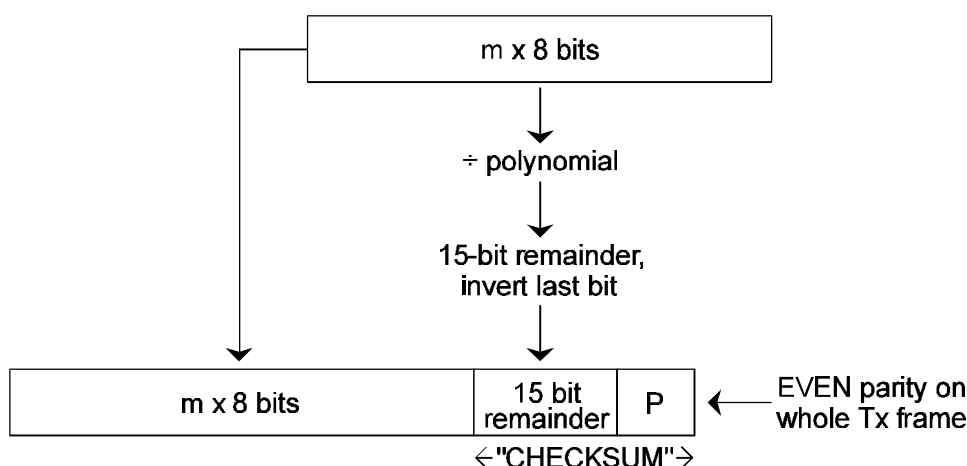 m x 8 bits
÷ polynomial
15-bit remainder,
invert last bit
m x 8 bits
15 bit
remainder
P
EVEN parity on
whole Tx frame
"CHECKSUM"